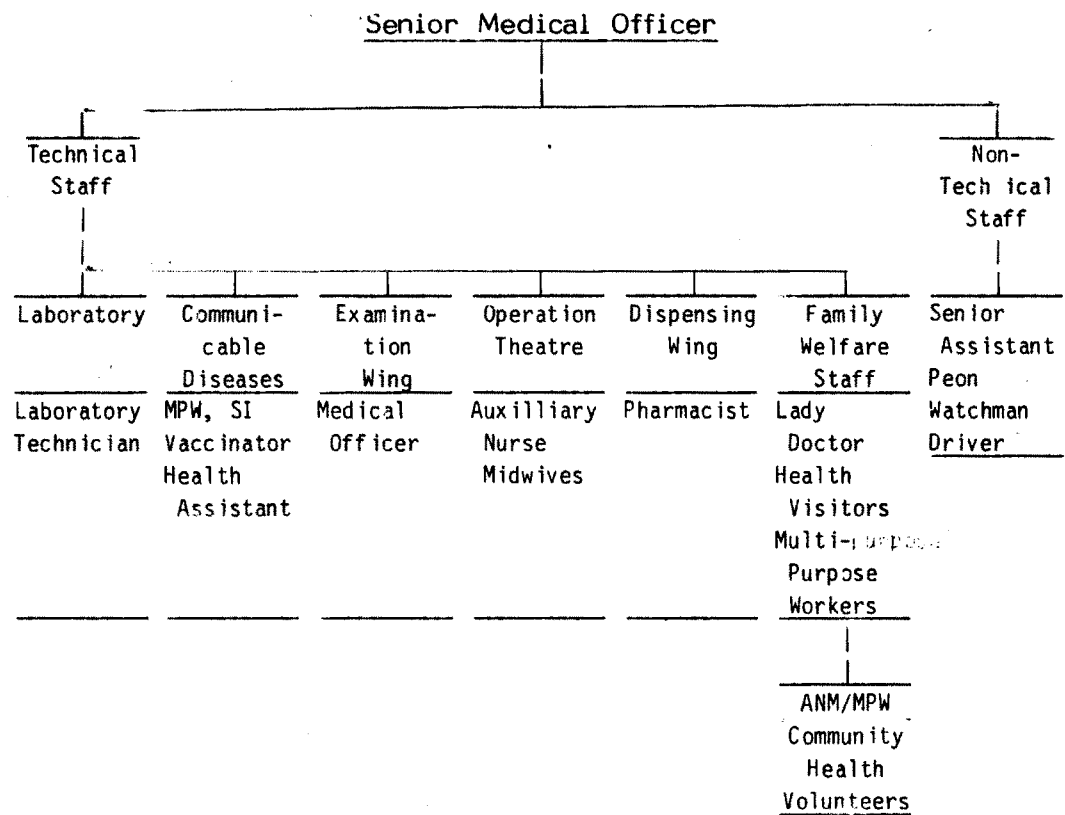 Senior Medical Officer
Technical
Staff
Non-
Tech ical
Staff
Laboratory
Communi-
cable
Diseases
Examina-
tion
Wing
Operation
Theatre
Dispensing
Wing
Family
Welfare
Staff
Senior
Assistant
Peon
Watchman
Driver
Laboratory
Technician
MPW, SI
Vaccinator
Health
Assistant
Medical
Officer
Auxilliary
Nurse
Midwives
Pharmacist
Lady
Doctor
Health
Visitors
Multi-purpose
Purpose
Workers
ANM/MPW
Community
Health
Volunteers